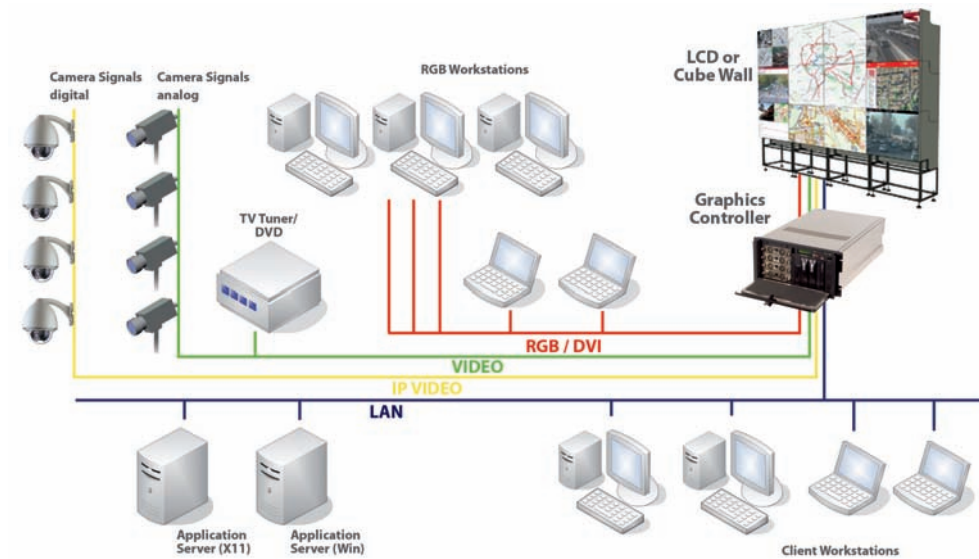 Camera Signals
digital
Camera Signals
analog
RGB Workstations
LCD or
Cube Wall
Graphics
Controller
TV Tuner/
DVD
RGB / DVI
VIDEO
IP VIDEO
LAN
Application
Server (X11)
Application
Server (Win)
Client Workstations